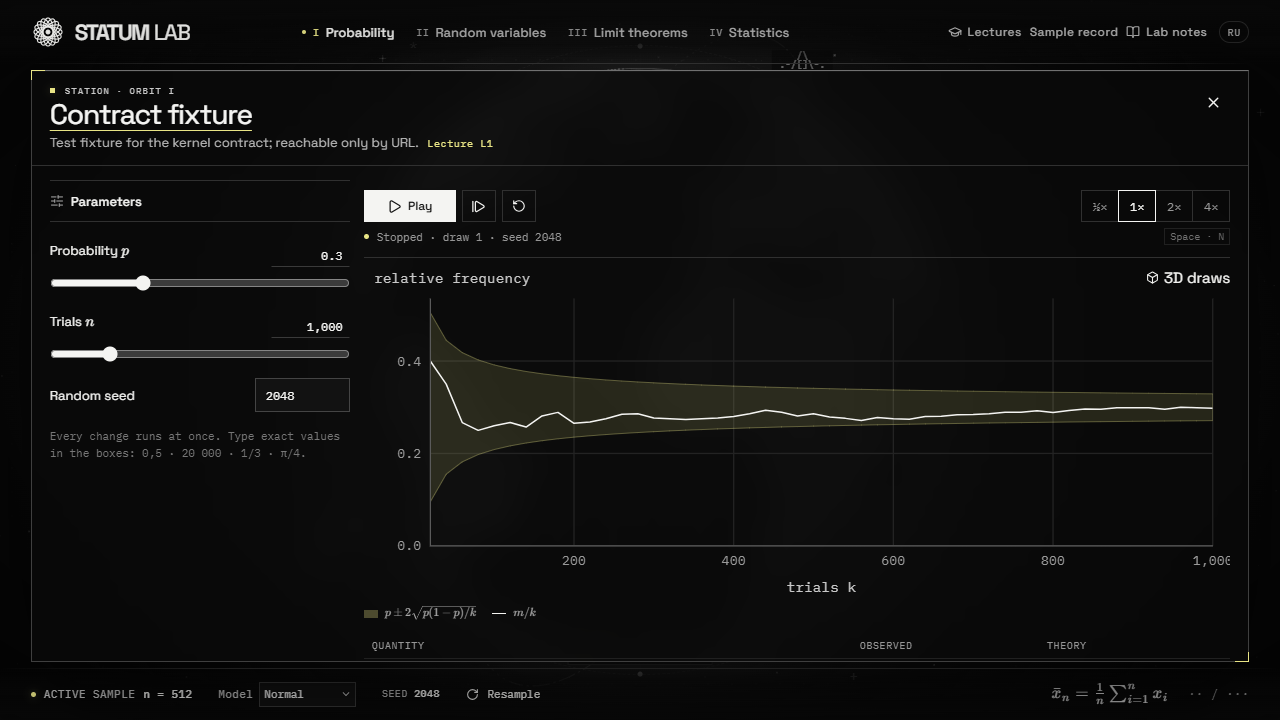 STATUM LAB
I Probability
II Random variables
III Limit theorems
IV Statistics
Lectures
Sample record
Lab notes
RU
STATION · ORBIT I
Contract fixture
Test fixture for the kernel contract; reachable only by URL. Lecture L1
Parameters
Probability p
0.3
Trials n
1,000
Random seed
2048
Every change runs at once. Type exact values
in the boxes: 0,5 · 20 000 · 1/3 · π/4.
Play
½×
1×
2×
4×
Stopped · draw 1 · seed 2048
Space · N
relative frequency
3D draws
0.4
0.2
0.0
200
400
600
800
1,000
trials k
p ± 2√p(1 − p)/k
m/k
QUANTITY
OBSERVED
THEORY
ACTIVE SAMPLE n = 512
Model Normal
SEED 2048
Resample
x̄ₙ = 1/n ∑ⁿᵢ₌₁ xᵢ
·· / ···